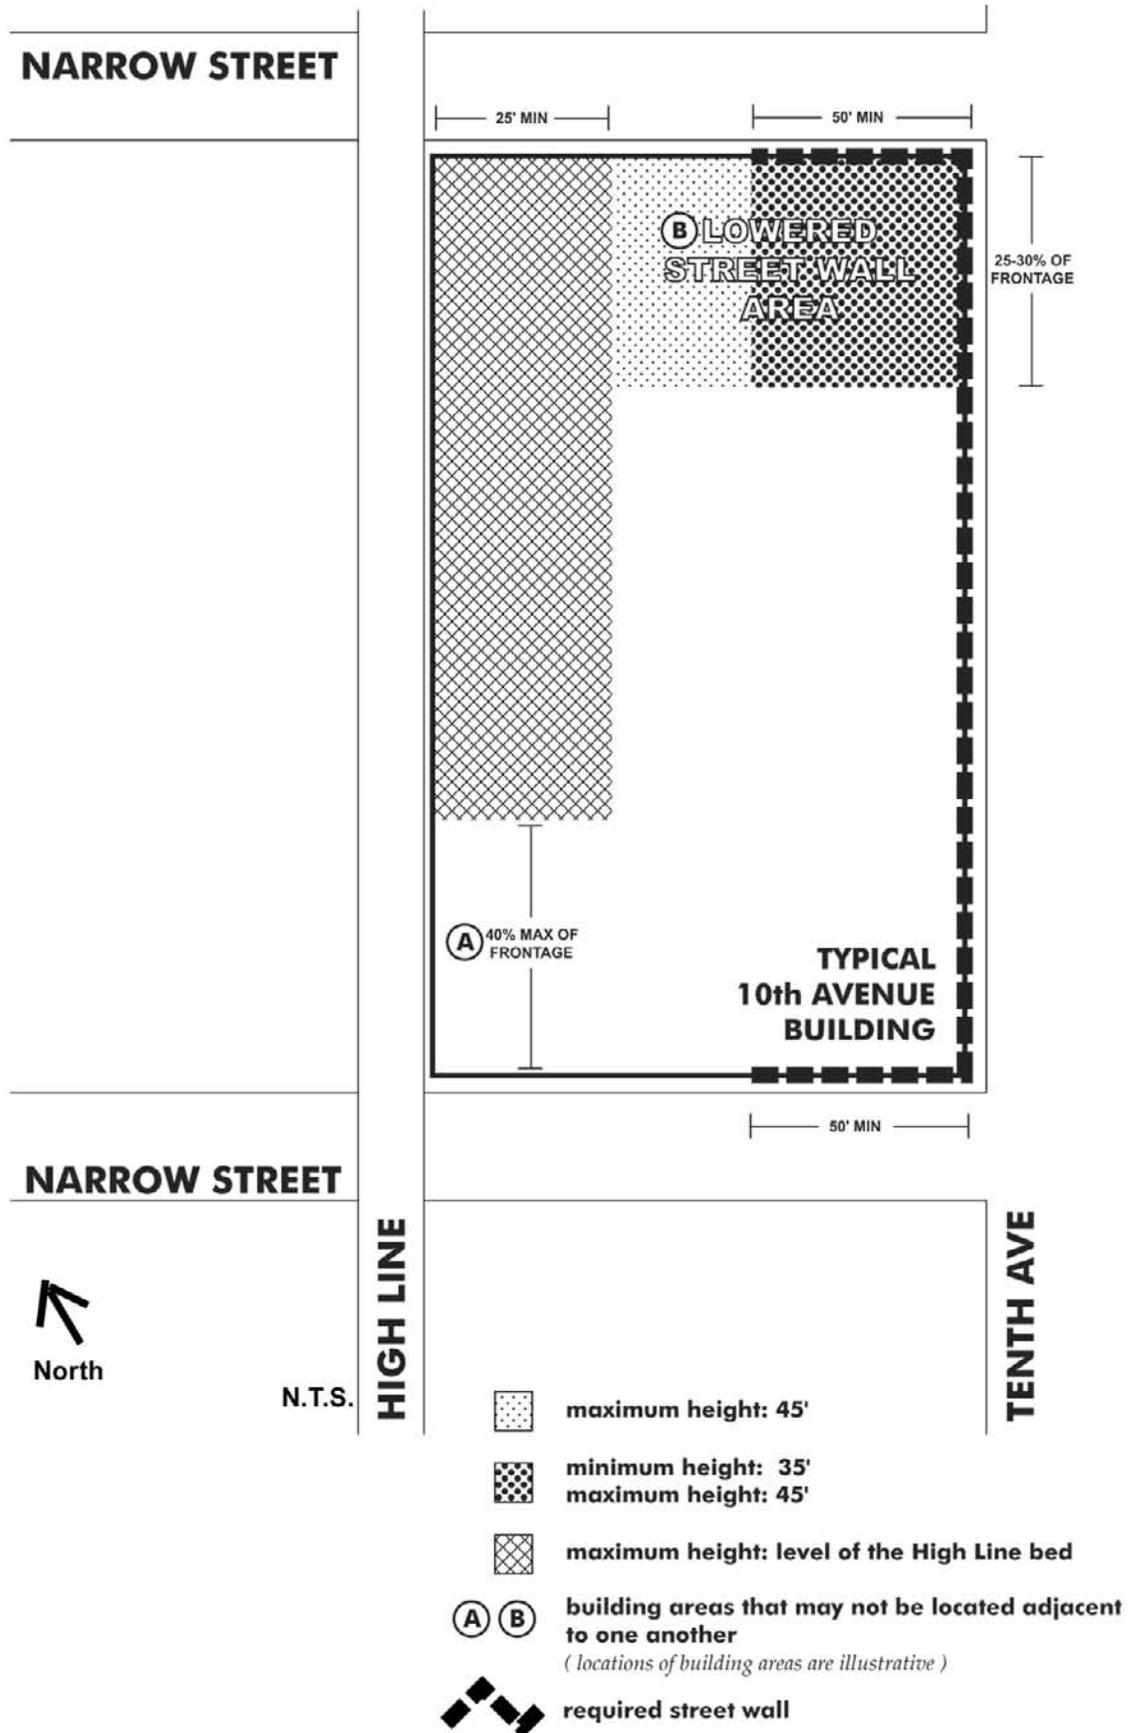 NARROW STREET
25' MIN
50' MIN
B LOWERED
STREET WALL
AREA
25-30% OF
FRONTAGE
A 40% MAX OF
FRONTAGE
TYPICAL
10th AVENUE
BUILDING
50' MIN
NARROW STREET
HIGH LINE
TENTH AVE
North
N.T.S.
maximum height: 45'
minimum height: 35'
maximum height: 45'
maximum height: level of the High Line bed
A B building areas that may not be located adjacent
to one another
( locations of building areas are illustrative )
required street wall